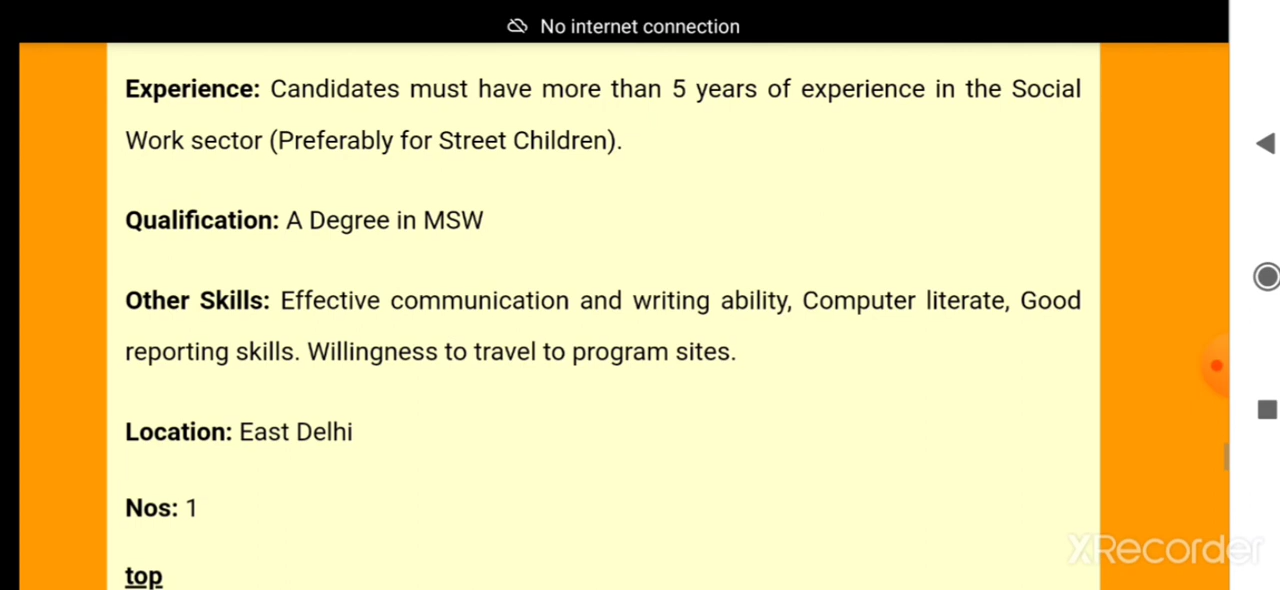 No internet connection
Experience: Candidates must have more than 5 years of experience in the Social
Work sector (Preferably for Street Children).
Qualification: A Degree in MSW
Other Skills: Effective communication and writing ability, Computer literate, Good
reporting skills. Willingness to travel to program sites.
Location: East Delhi
Nos: 1
XRecorder
top